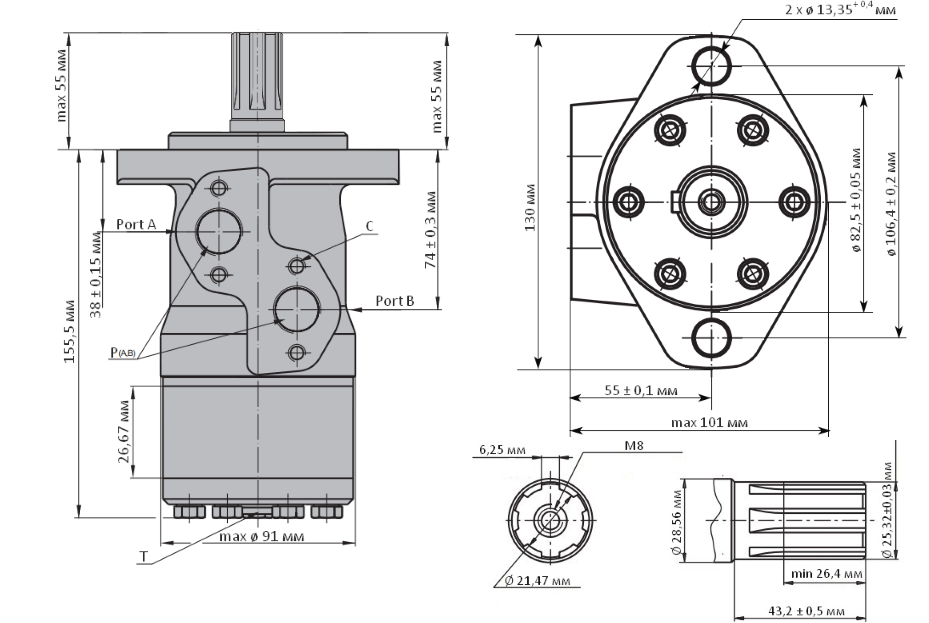 2 x ø 13,35+ 0,4 мм
max 55 мм
max 55 мм
Port A
C
38 ± 0,15 мм
74 ± 0,3 мм
155,5 мм
Port B
P(A,B)
26,67 мм
T
max ø 91 мм
130 мм
ø 82,5 ± 0,05 мм
ø 106,4 ± 0,2 мм
55 ± 0,1 мм
max 101 мм
6,25 мм
M8
Ø 21,47 мм
Ø 28,56 мм
Ø 25,32±0,03 мм
min 26,4 мм
43,2 ± 0,5 мм